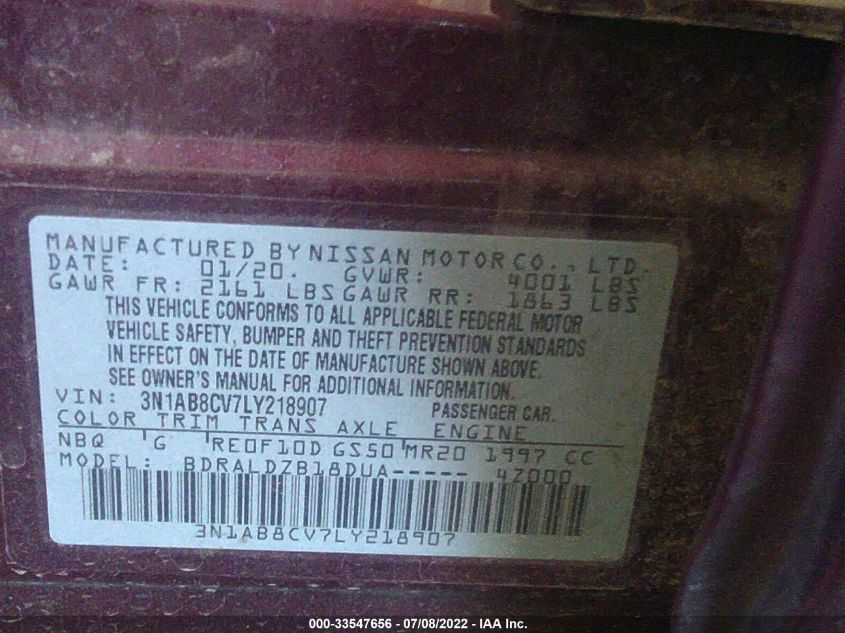 MANUFACTURED BY NISSAN MOTOR CO., LTD.
DATE: 01/20. GVWR: 4001 LBS
GAWR FR: 2161 LBS GAWR RR: 1863 LBS
THIS VEHICLE CONFORMS TO ALL APPLICABLE FEDERAL MOTOR
VEHICLE SAFETY, BUMPER AND THEFT PREVENTION STANDARDS
IN EFFECT ON THE DATE OF MANUFACTURE SHOWN ABOVE.
SEE OWNER'S MANUAL FOR ADDITIONAL INFORMATION.
VIN: 3N1AB8CV7LY218907 PASSENGER CAR.
COLOR TRIM TRANS AXLE ENGINE
NBQ G RE0F10D GS50 MR20 1997 CC
MODEL: BDRALDZB18DUA----- 4Z000
3N1AB8CV7LY218907
000-33547656 - 07/08/2022 - IAA Inc.